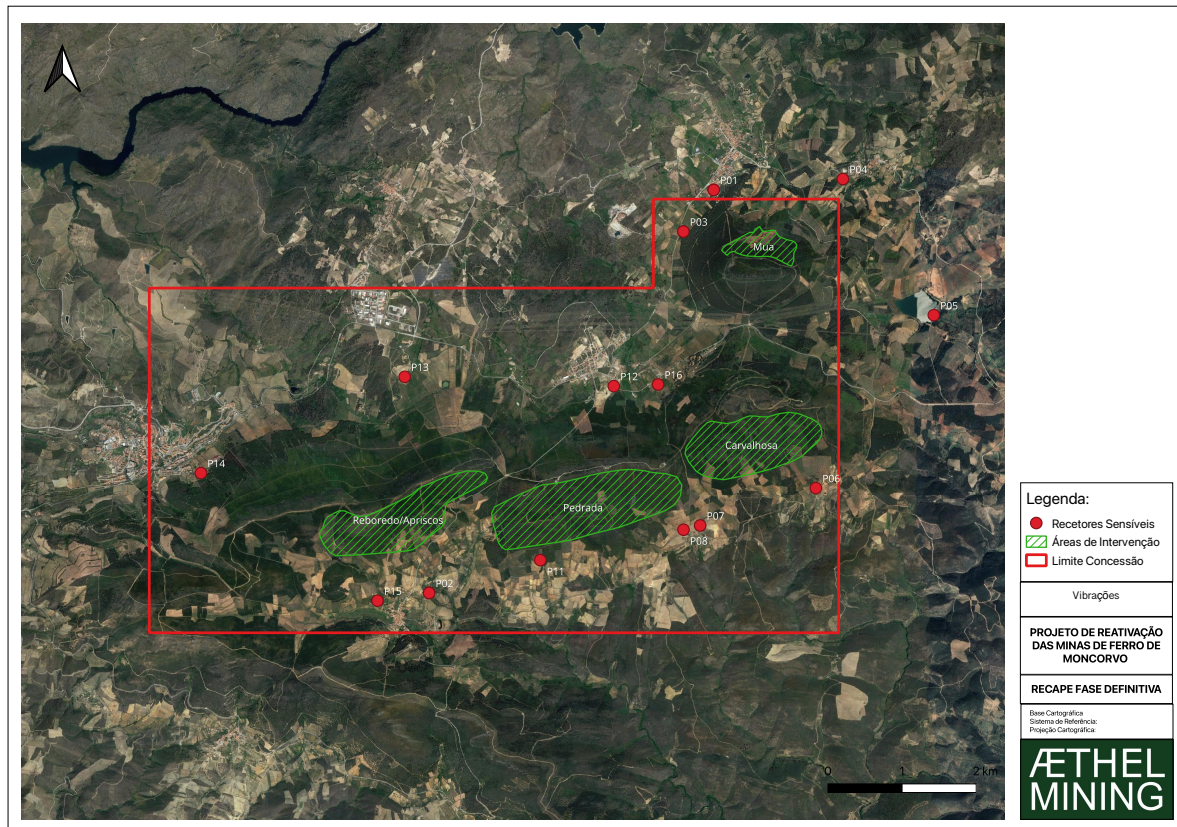 P01
P04
P03
Mua
P05
P13
P12
P16
Carvalhosa
P14
P06
Pedrada
Reboredo/Apriscos
P07
P08
P11
P02
P15
0 1 2 km
Legenda:
Recetores Sensíveis
Áreas de Intervenção
Limite Concessão
Vibrações
PROJETO DE REATIVAÇÃO
DAS MINAS DE FERRO DE
MONCORVO
RECAPE FASE DEFINITIVA
Base Cartográfica
Sistema de Referência:
Projeção Cartográfica:
ÆTHEL
MINING